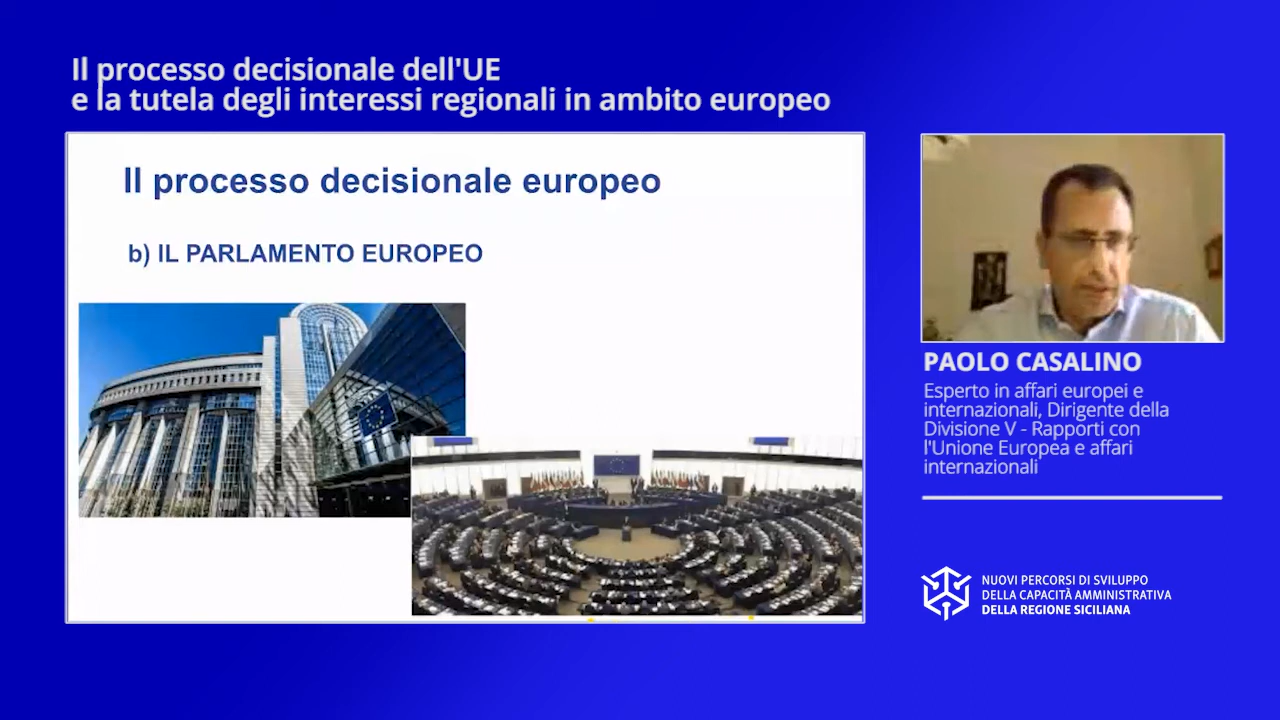 Il processo decisionale dell'UE
e la tutela degli interessi regionali in ambito europeo
Il processo decisionale europeo
b) IL PARLAMENTO EUROPEO
PAOLO CASALINO
Esperto in affari europei e
internazionali, Dirigente della
Divisione V - Rapporti con
l'Unione Europea e affari
internazionali
NUOVI PERCORSI DI SVILUPPO
DELLA CAPACITÀ AMMINISTRATIVA
DELLA REGIONE SICILIANA